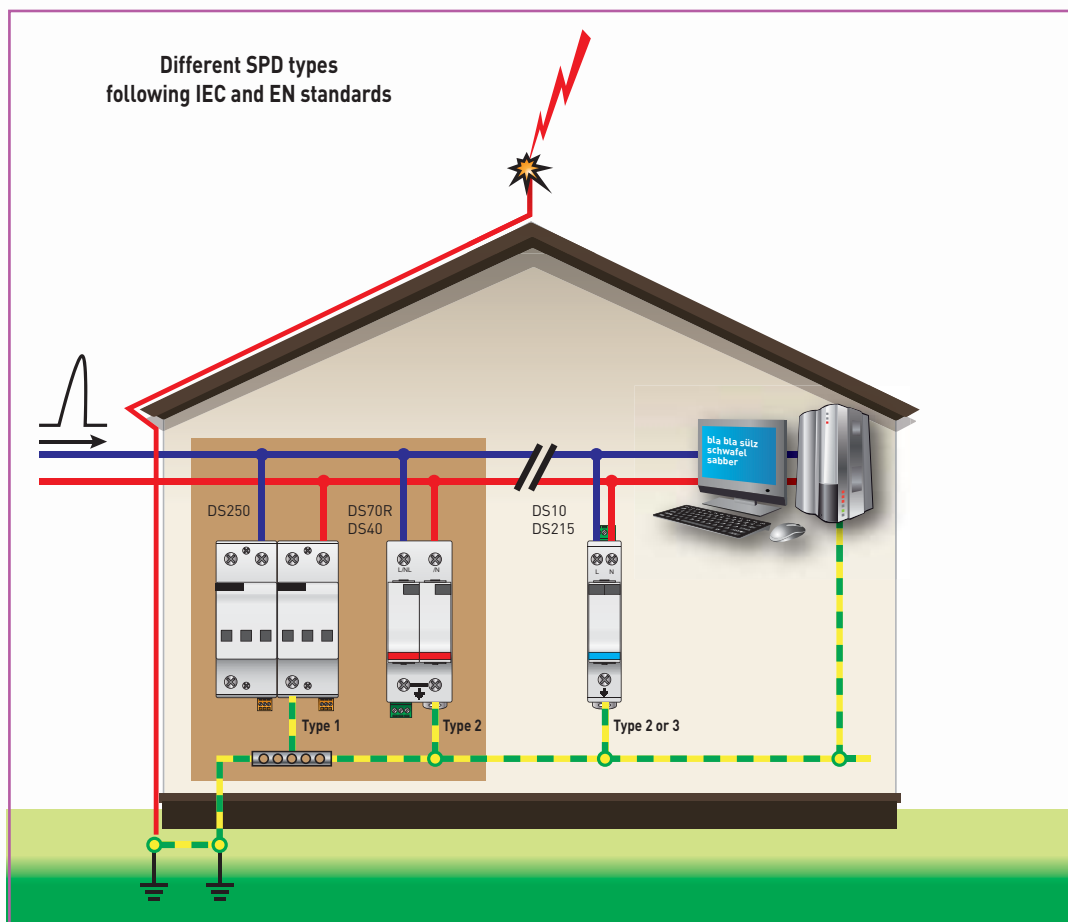 Different SPD types
following IEC and EN standards
bla bla sülz
schwafel
sabber
DS250
DS70R
DS40
DS10
DS215
L/NL
/N
L N
Type 1
Type 2
Type 2 or 3